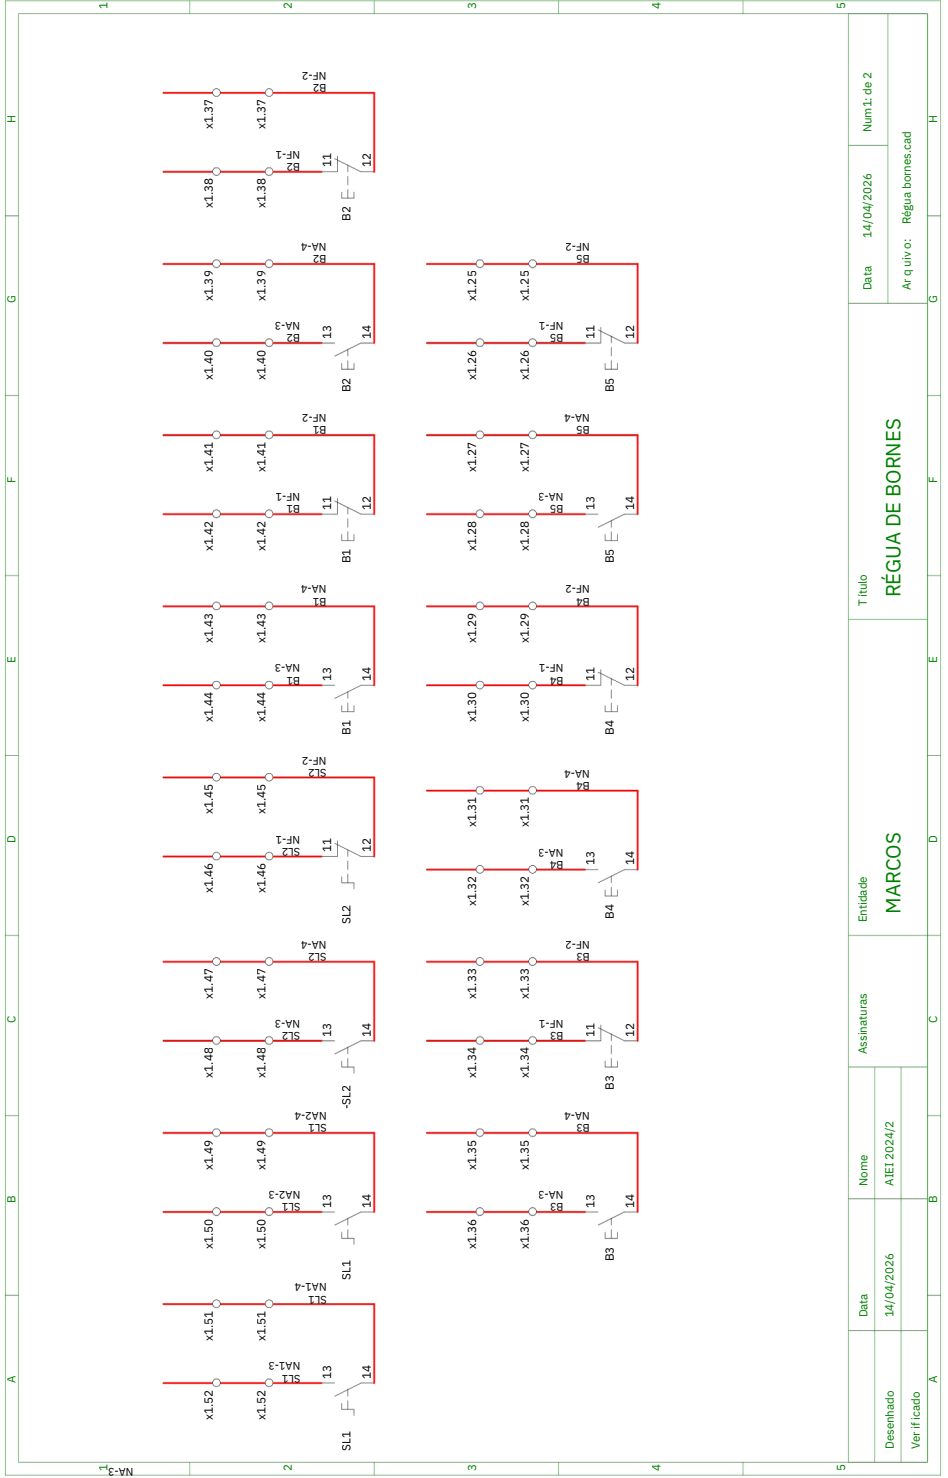 1
2
3
4
5
H
G
F
E
D
C
B
A
NF-2
B2
x1.37
x1.37
NF-1
B2
x1.38
x1.38
11
12
B2
NA-4
B2
x1.39
x1.39
NA-3
B2
x1.40
x1.40
13
14
B2
NF-2
B1
x1.41
x1.41
NF-1
B1
x1.42
x1.42
11
12
B1
NA-4
B1
x1.43
x1.43
NA-3
B1
x1.44
x1.44
13
14
B1
NF-2
SL2
x1.45
x1.45
NF-1
SL2
x1.46
x1.46
11
12
SL2
NA-4
SL2
x1.47
x1.47
NA-3
SL2
x1.48
x1.48
13
14
-SL2
NA2-4
SL1
x1.49
x1.49
NA2-3
SL1
x1.50
x1.50
13
14
SL1
NA1-4
SL1
x1.51
x1.51
NA1-3
SL1
x1.52
x1.52
13
14
SL1
NA-3
NF-2
B5
x1.25
x1.25
NF-1
B5
x1.26
x1.26
11
12
B5
NA-4
B5
x1.27
x1.27
NA-3
B5
x1.28
x1.28
13
14
B5
NF-2
B4
x1.29
x1.29
NF-1
B4
x1.30
x1.30
11
12
B4
NA-4
B4
x1.31
x1.31
NA-3
B4
x1.32
x1.32
13
14
B4
NF-2
B3
x1.33
x1.33
NF-1
B3
x1.34
x1.34
11
12
B3
NA-4
B3
x1.35
x1.35
NA-3
B3
x1.36
x1.36
13
14
B3
Desenhado
Verificado
Data
14/04/2026
Nome
AIEI 2024/2
Assinaturas
Entidade
MARCOS
Título
RÉGUA DE BORNES
Data
14/04/2026
Num1: de 2
Arquivo:
Régua bornes.cad
1
2
3
4
5
H
G
F
E
D
C
B
A